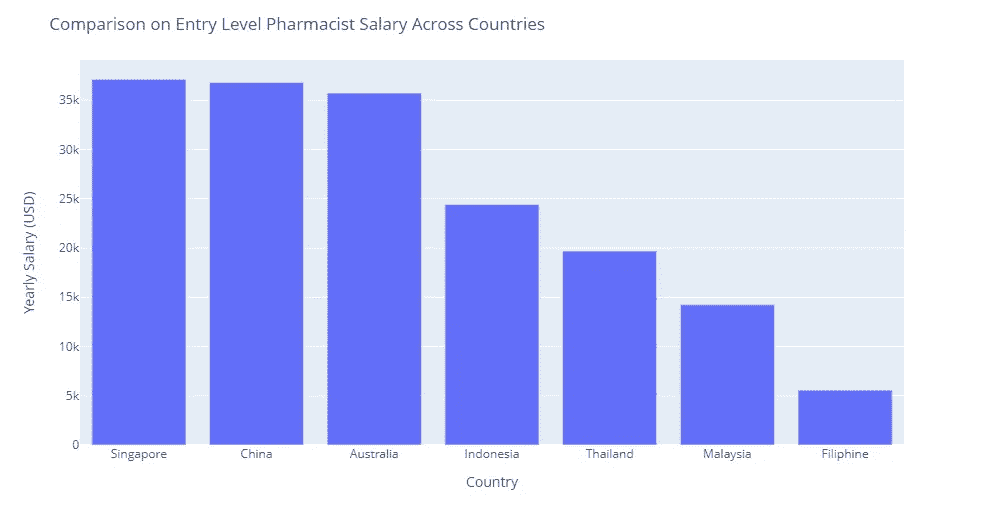 Comparison on Entry Level Pharmacist Salary Across Countries
Yearly Salary (USD)
35k
30k
25k
20k
15k
10k
5k
0
Singapore China Australia Indonesia Thailand Malaysia Filiphine
Country